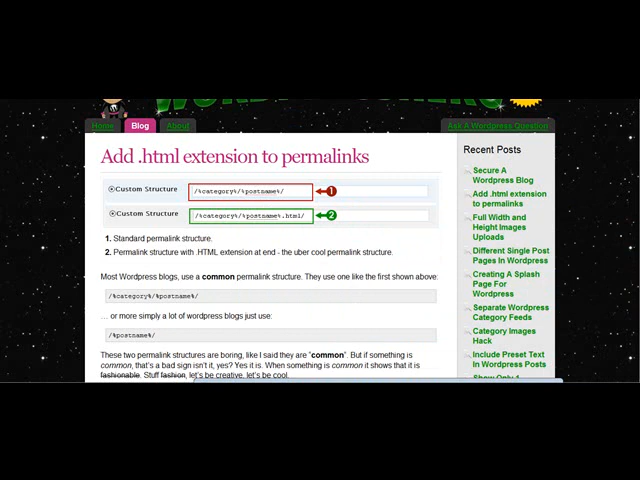 Home
Blog
About
Ask A Wordpress Question
Add .html extension to permalinks
Custom Structure
/%category%/%postname%/
1
Custom Structure
/%category%/%postname%.html/
2
1. Standard permalink structure.
2. Permalink structure with .HTML extension at end - the uber cool permalink structure.
Most Wordpress blogs, use a common permalink structure. They use one like the first shown above:
/%category%/%postname%/
… or more simply a lot of wordpress blogs just use:
/%postname%/
These two permalink structures are boring, like I said they are "common". But if something is
common, that's a bad sign isn't it, yes? Yes it is. When something is common it shows that it is
fashionable. Stuff fashion, let's be creative, let's be cool.
Recent Posts
Secure A
Wordpress Blog
Add .html extension
to permalinks
Full Width and
Height Images
Uploads
Different Single Post
Pages In Wordpress
Creating A Splash
Page For
Wordpress
Separate Wordpress
Category Feeds
Category Images
Hack
Include Preset Text
In Wordpress Posts
Show Only 1